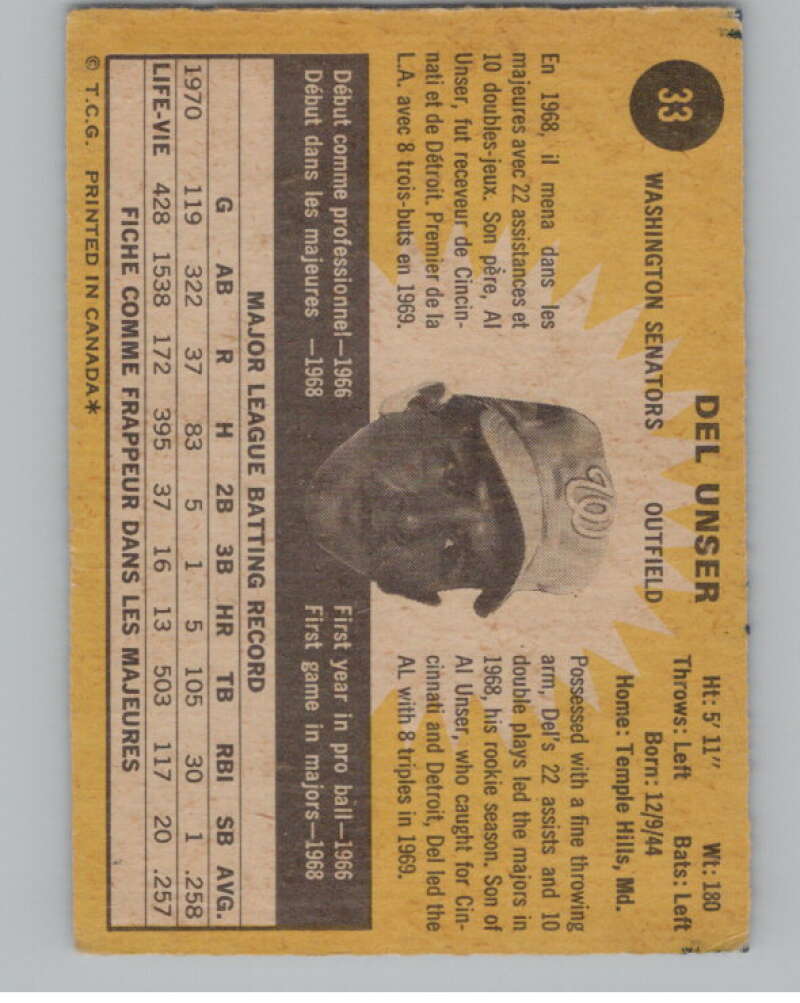 33
DEL UNSER
WASHINGTON SENATORS OUTFIELD
Ht: 5' 11" Wt: 180
Throws: Left Bats: Left
Born: 12/9/44
Home: Temple Hills, Md.
En 1968, il mena dans les
majeures avec 22 assistances et
10 doubles-jeux. Son père, Al
Unser, fut receveur de Cincin-
nati et de Détroit. Premier de la
L.A. avec 8 trois-buts en 1969.
W
Possessed with a fine throwing
arm, Del's 22 assists and 10
double plays led the majors in
1968, his rookie season. Son of
Al Unser, who caught for Cin-
cinnati and Detroit, Del led the
AL with 8 triples in 1969.
Début comme professionnel—1966
Début dans les majeures —1968
First year in pro ball—1966
First game in majors—1968
MAJOR LEAGUE BATTING RECORD
G AB R H 2B 3B HR TB RBI SB AVG.
1970 119 322 37 83 5 1 5 105 30 1 .258
LIFE-VIE 428 1538 172 395 37 16 13 503 117 20 .257
FICHE COMME FRAPPEUR DANS LES MAJEURES
© T.C.G. PRINTED IN CANADA*